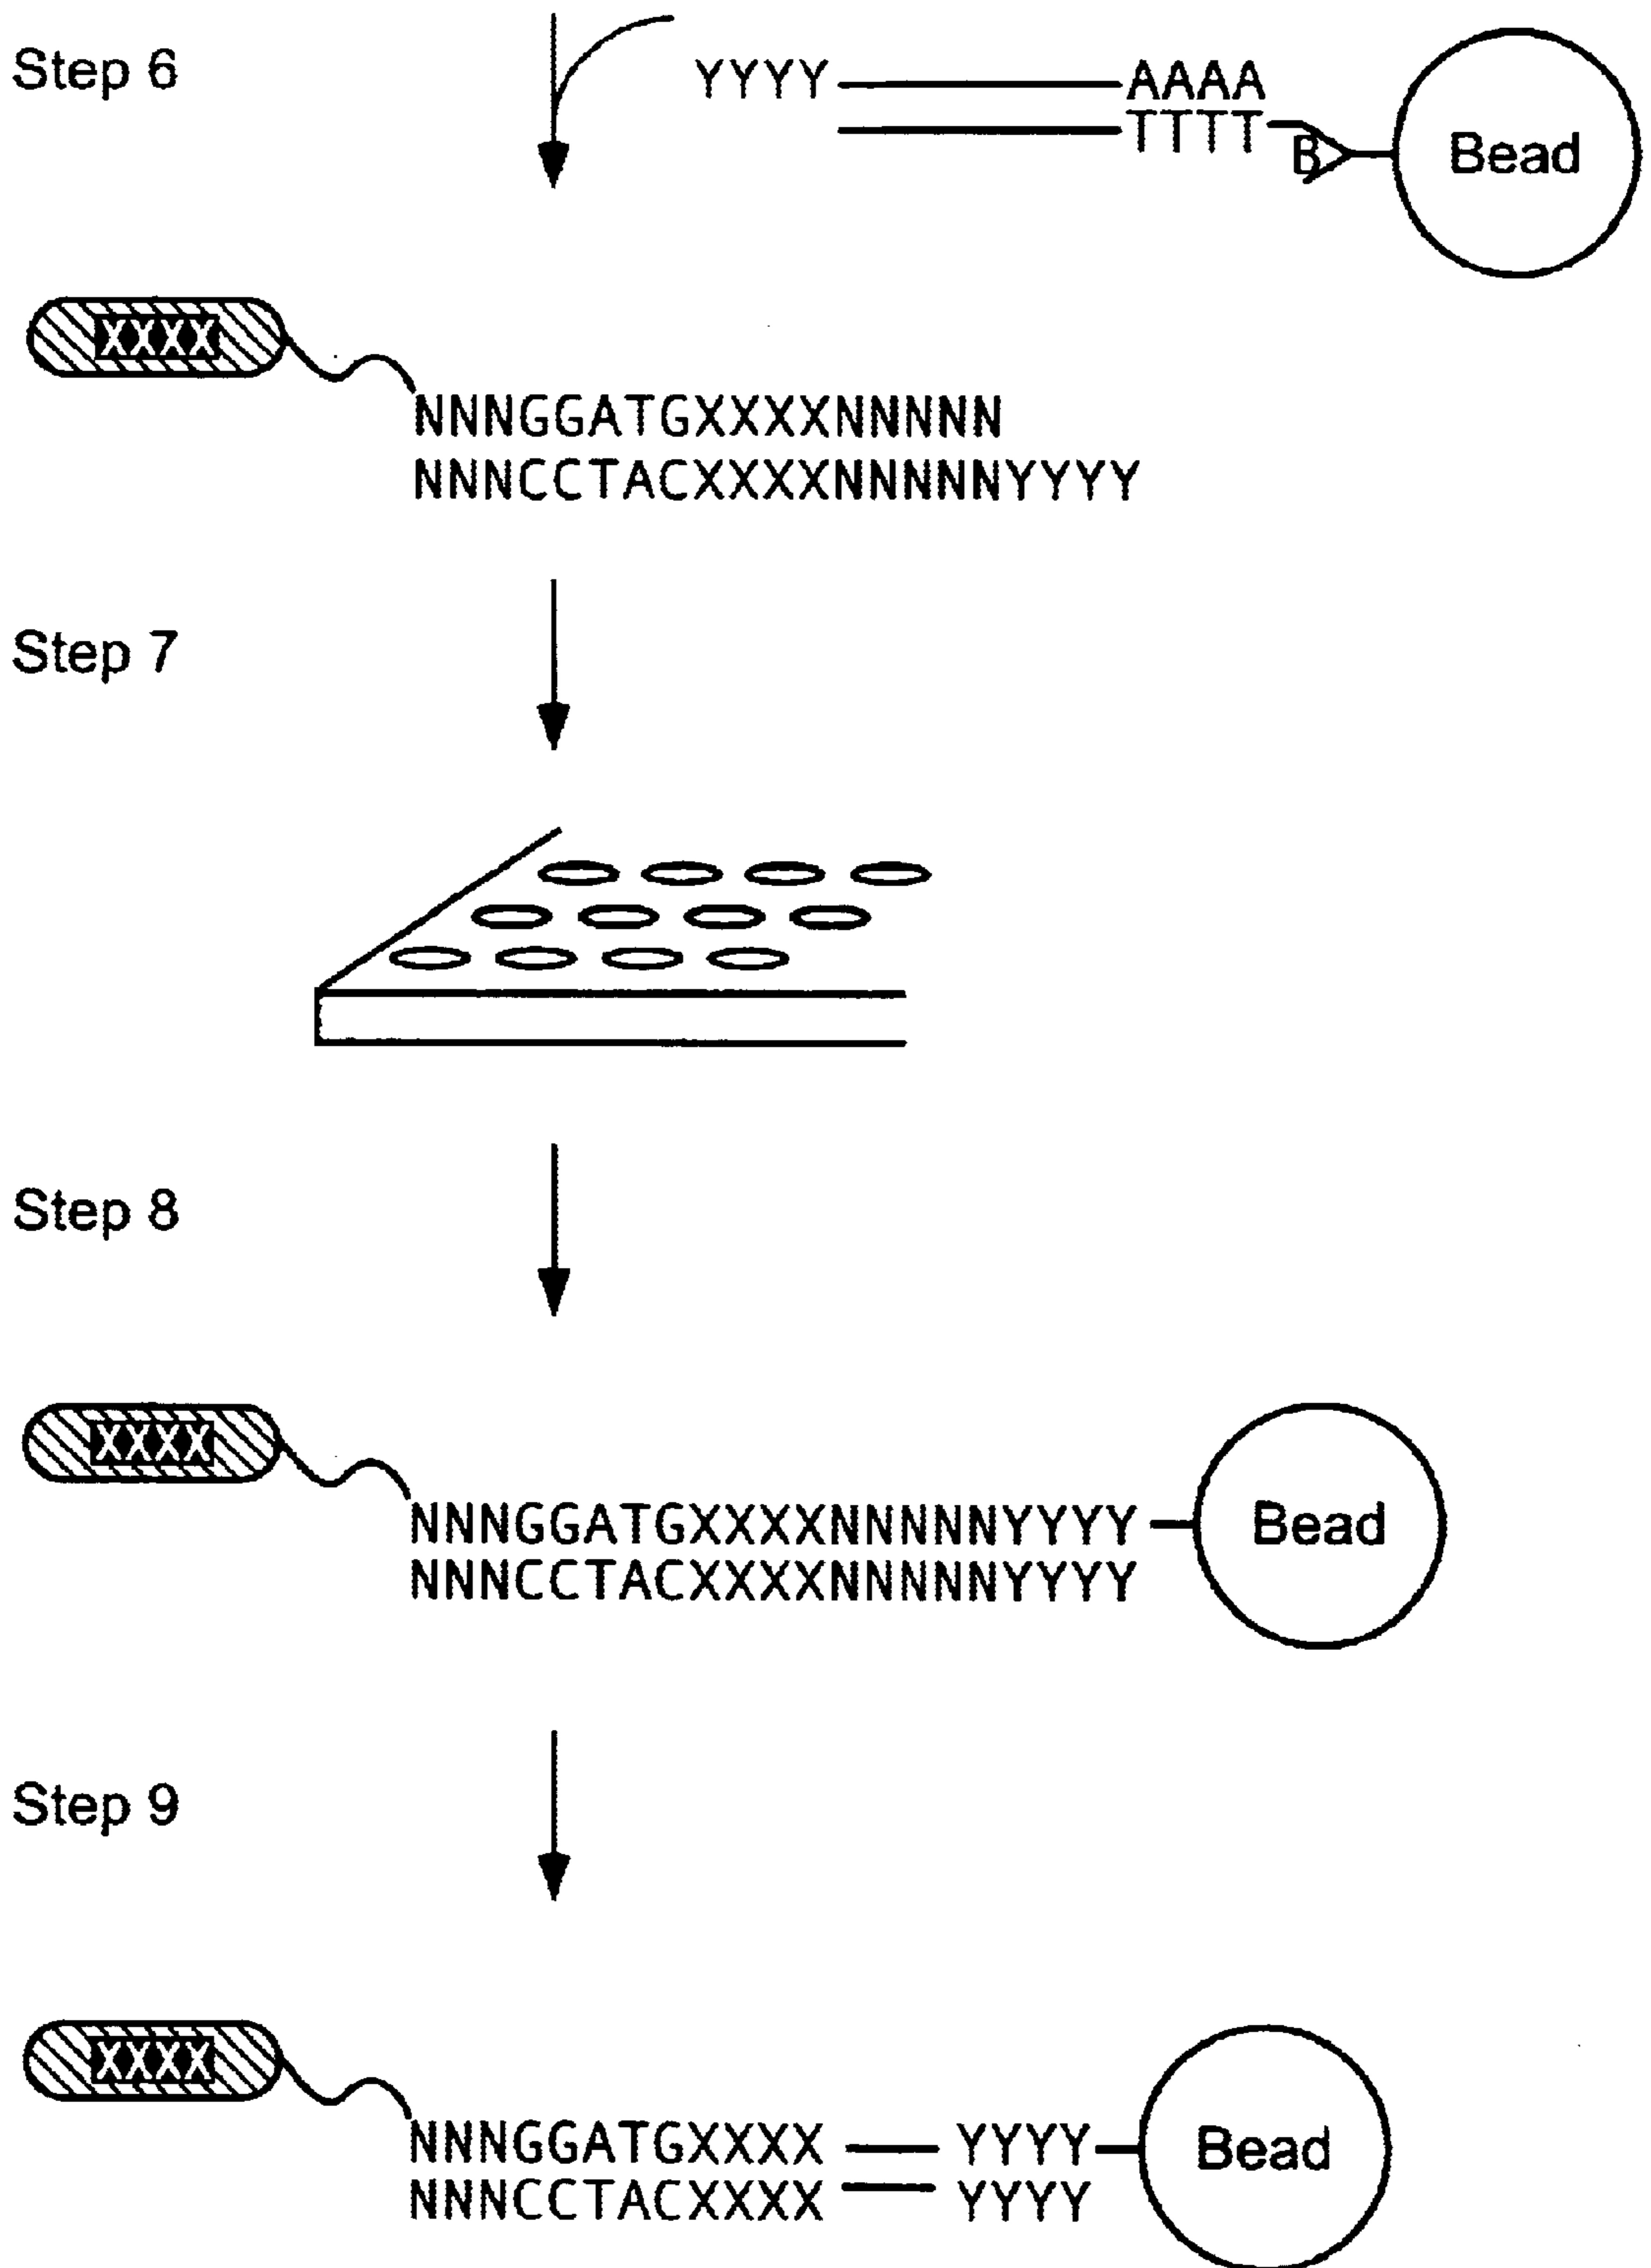 Step 6
YYYY AAAA
TTTT
B
Bead
XXXX
NNNGGATGXXXXNNNNN
NNNCCTACXXXXNNNNNYYYY
Step 7
Step 8
XXXX
NNNGGATGXXXXNNNNNYYYY
NNNCCTACXXXXNNNNNYYYY
Bead
Step 9
XXXX
NNNGGATGXXXX YYYY
NNNCCTACXXXX YYYY
Bead